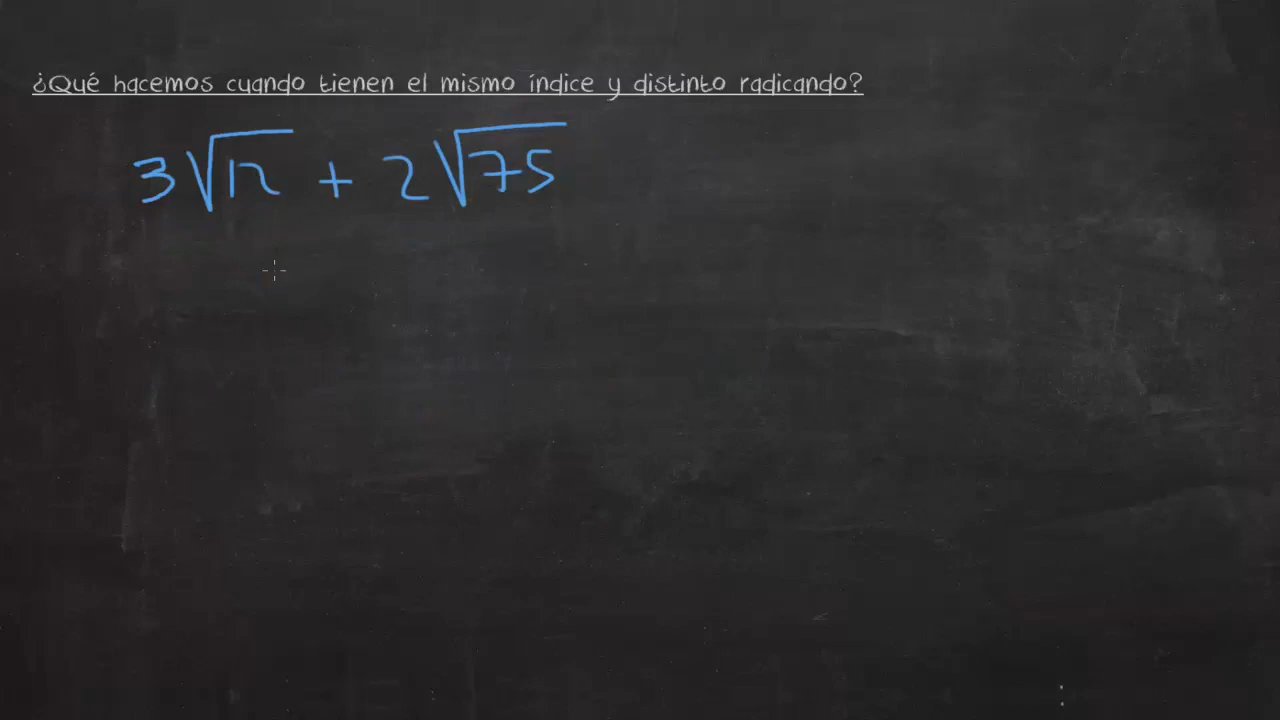 ¿Qué hacemos cuando tienen el mismo índice y distinto radicando?
3√12 + 2√75